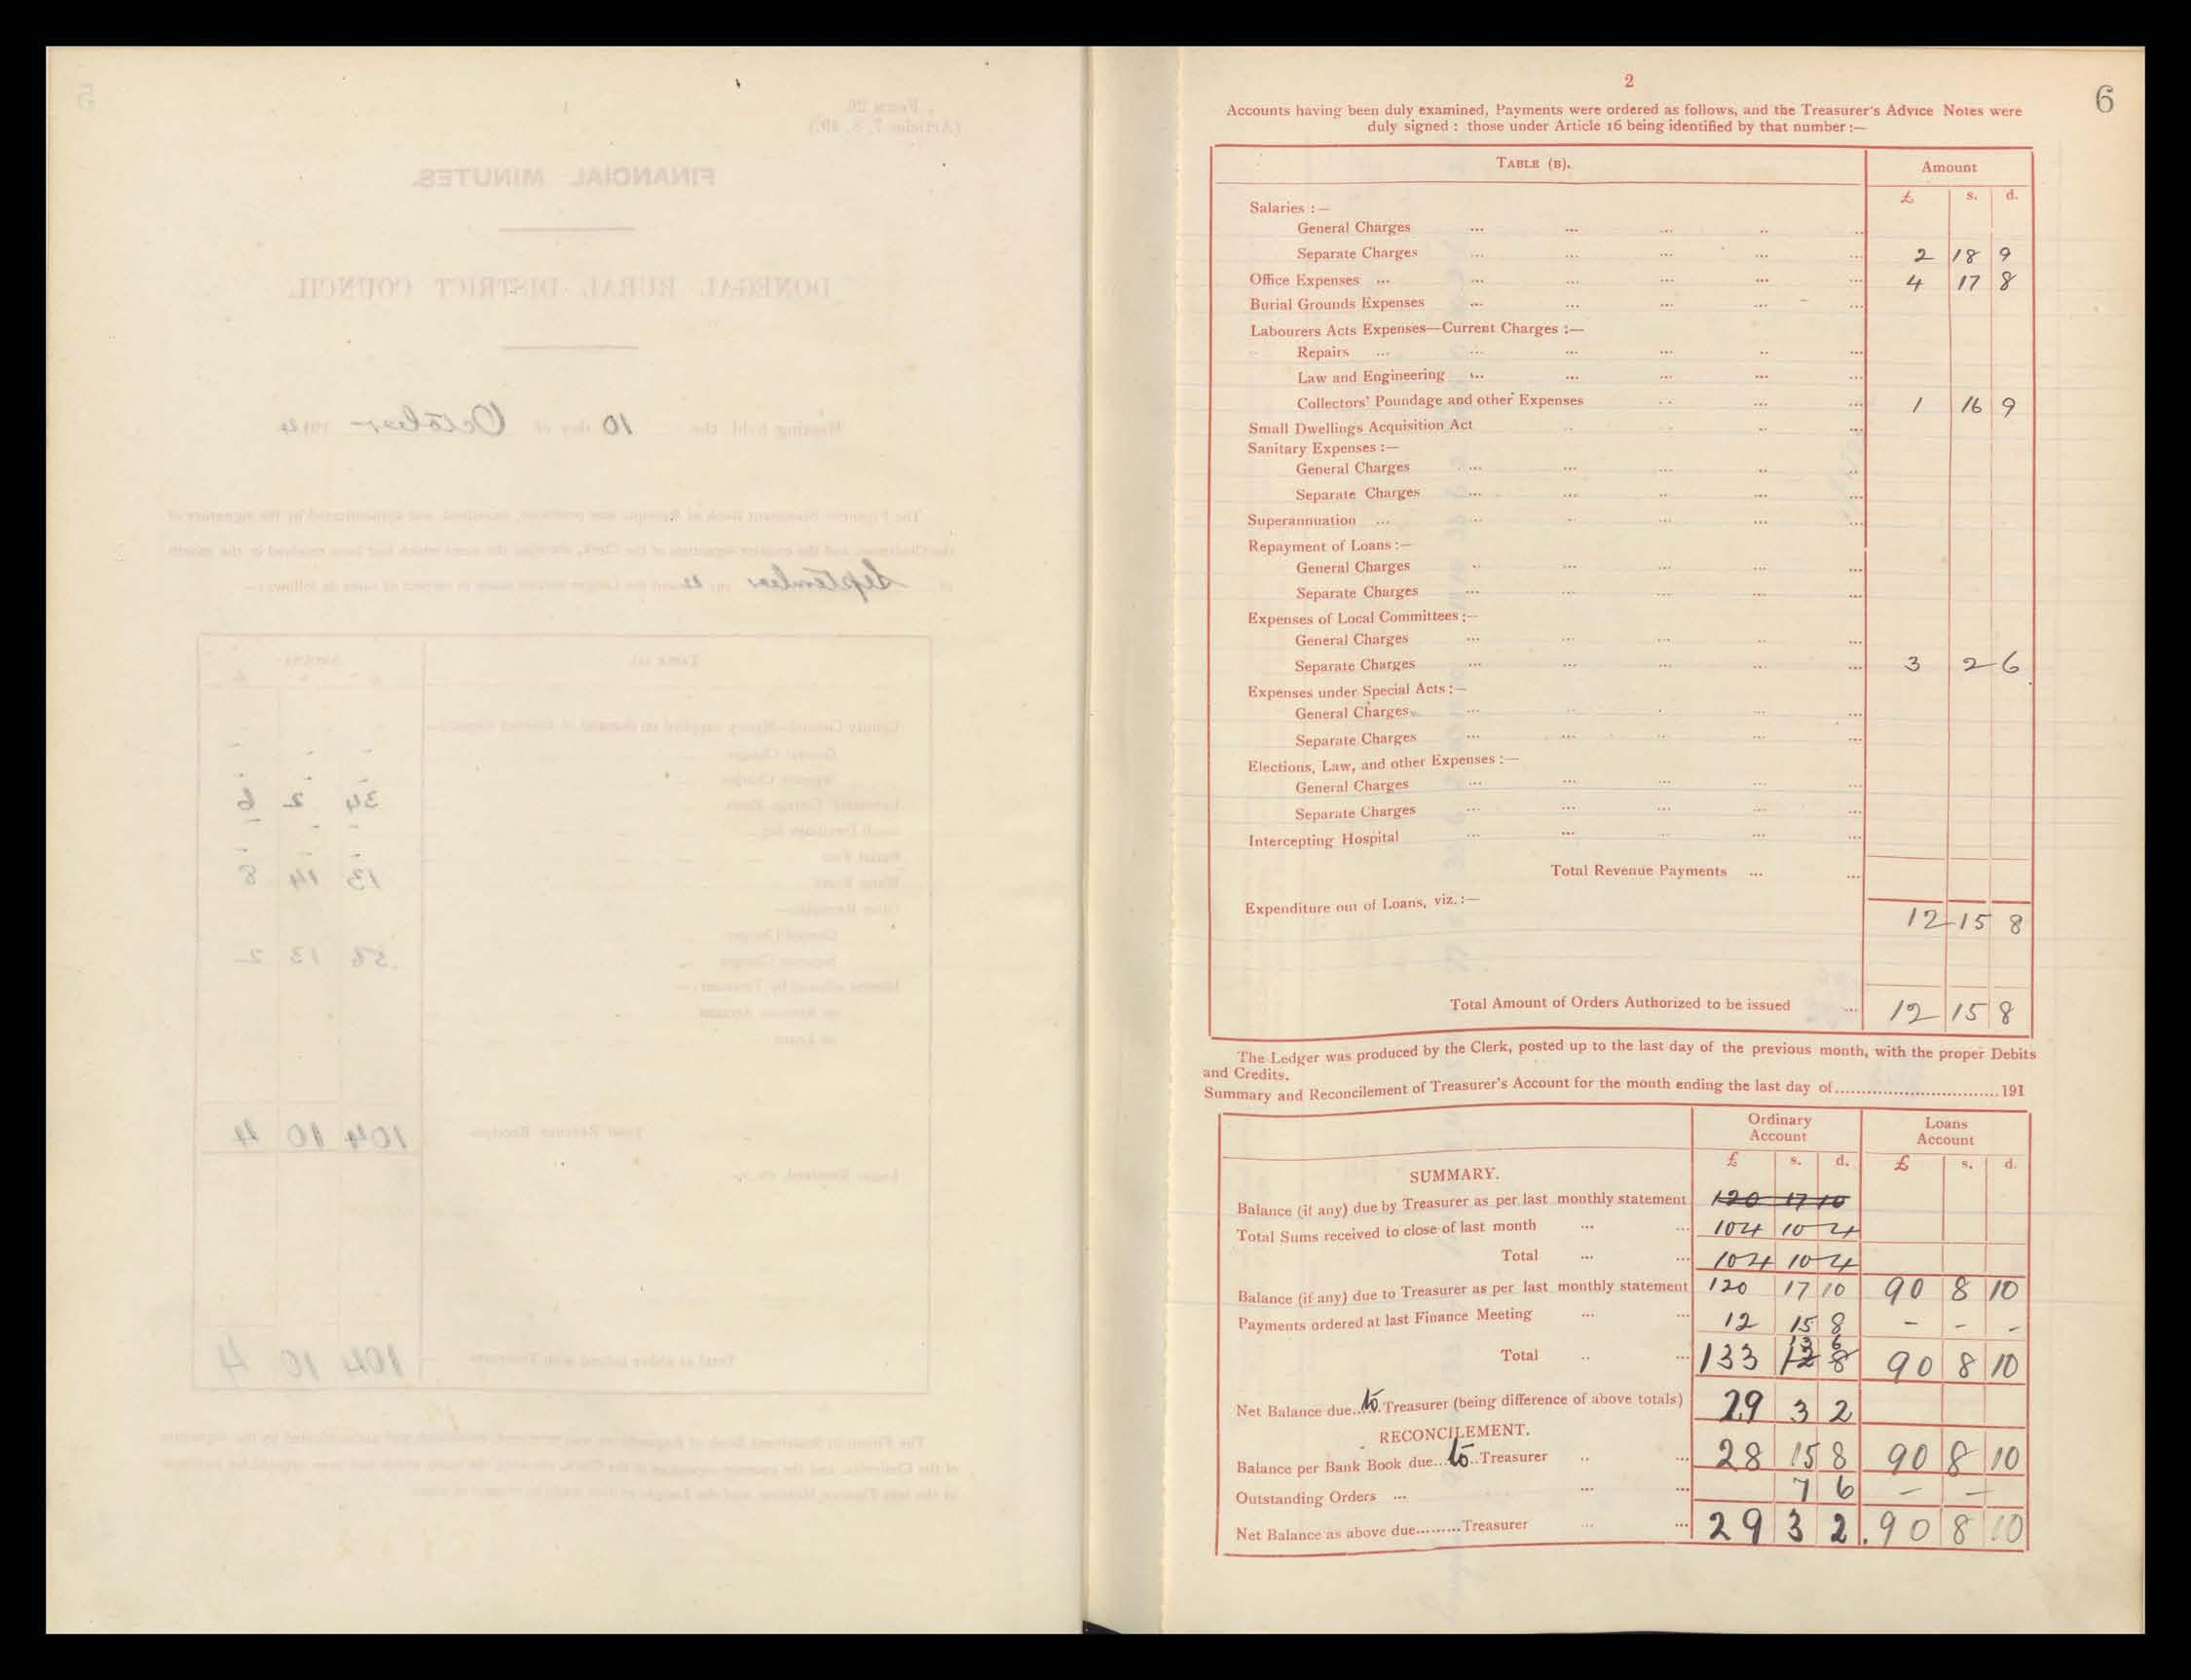 2
6
Accounts having been duly examined, Payments were ordered as follows, and the Treasurer's Advice Notes were
duly signed : those under Article 16 being identified by that number :—
TABLE (B). Amount
£ s. d.
Salaries :—
General Charges ... ... ... .. ..
Separate Charges ... ... ... ... ... 2 18 9
Office Expenses ... ... ... ... ... ... 4 17 8
Burial Grounds Expenses ... ... ... ... ...
Labourers Acts Expenses—Current Charges :—
Repairs ... ... ... ... .. ...
Law and Engineering ... ... ... ... ...
Collectors' Poundage and other Expenses .. ... ... 1 16 9
Small Dwellings Acquisition Act .. .. .. ...
Sanitary Expenses :—
General Charges ... ... ... .. ..
Separate Charges ... ... .. ... ...
Superannuation ... ... .. ... ... ...
Repayment of Loans :—
General Charges .. ... ... ... ...
Separate Charges ... ... ... ... ...
Expenses of Local Committees :—
General Charges ... ... ... .. ...
Separate Charges ... ... ... ... ... 3 2 6
Expenses under Special Acts :—
General Charges ... .. . ... ...
Separate Charges ... ... .. ... ...
Elections, Law, and other Expenses :—
General Charges ... ... ... ... ...
Separate Charges ... ... ... ... ...
Intercepting Hospital ... ... .. ... ...
Total Revenue Payments ... ...
Expenditure out of Loans, viz. :—
12 15 8
Total Amount of Orders Authorized to be issued ... 12 15 8
The Ledger was produced by the Clerk, posted up to the last day of the previous month, with the proper Debits
and Credits.
Summary and Reconcilement of Treasurer's Account for the month ending the last day of.................................191
Ordinary Account Loans Account
£ s. d. £ s. d.
SUMMARY.
Balance (if any) due by Treasurer as per last monthly statement 120 17 10
Total Sums received to close of last month ... ... 104 10 4
Total ... ... 104 10 4
Balance (if any) due to Treasurer as per last monthly statement 120 17 10 90 8 10
Payments ordered at last Finance Meeting ... ... 12 15 8 - - -
Total .. ... 133 13 6 90 8 10
Net Balance due...to.Treasurer (being difference of above totals) 29 3 2
RECONCILEMENT.
Balance per Bank Book due...to..Treasurer .. ... 28 15 8 90 8 10
Outstanding Orders ... ... ... 7 6 — —
Net Balance as above due.........Treasurer ... ... 29 3 2 90 8 10